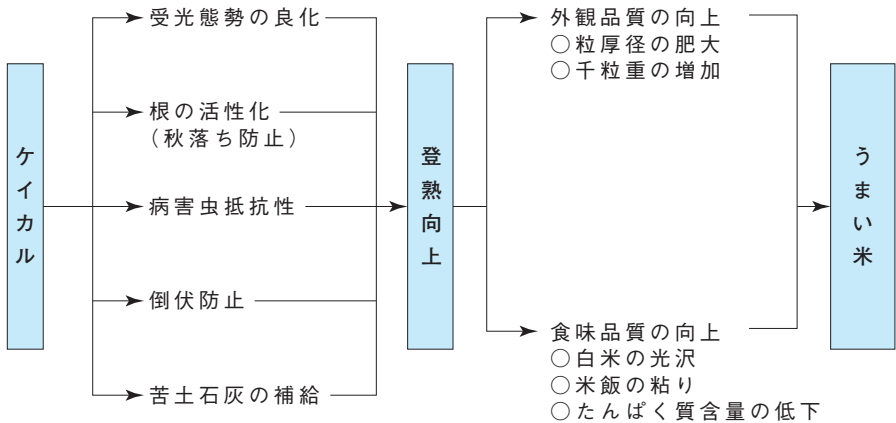 ケイカル
受光態勢の良化
根の活性化
（秋落ち防止）
病害虫抵抗性
倒伏防止
苦土石灰の補給
登熟向上
外観品質の向上
○粒厚径の肥大
○千粒重の増加
食味品質の向上
○白米の光沢
○米飯の粘り
○たんぱく質含量の低下
うまい米